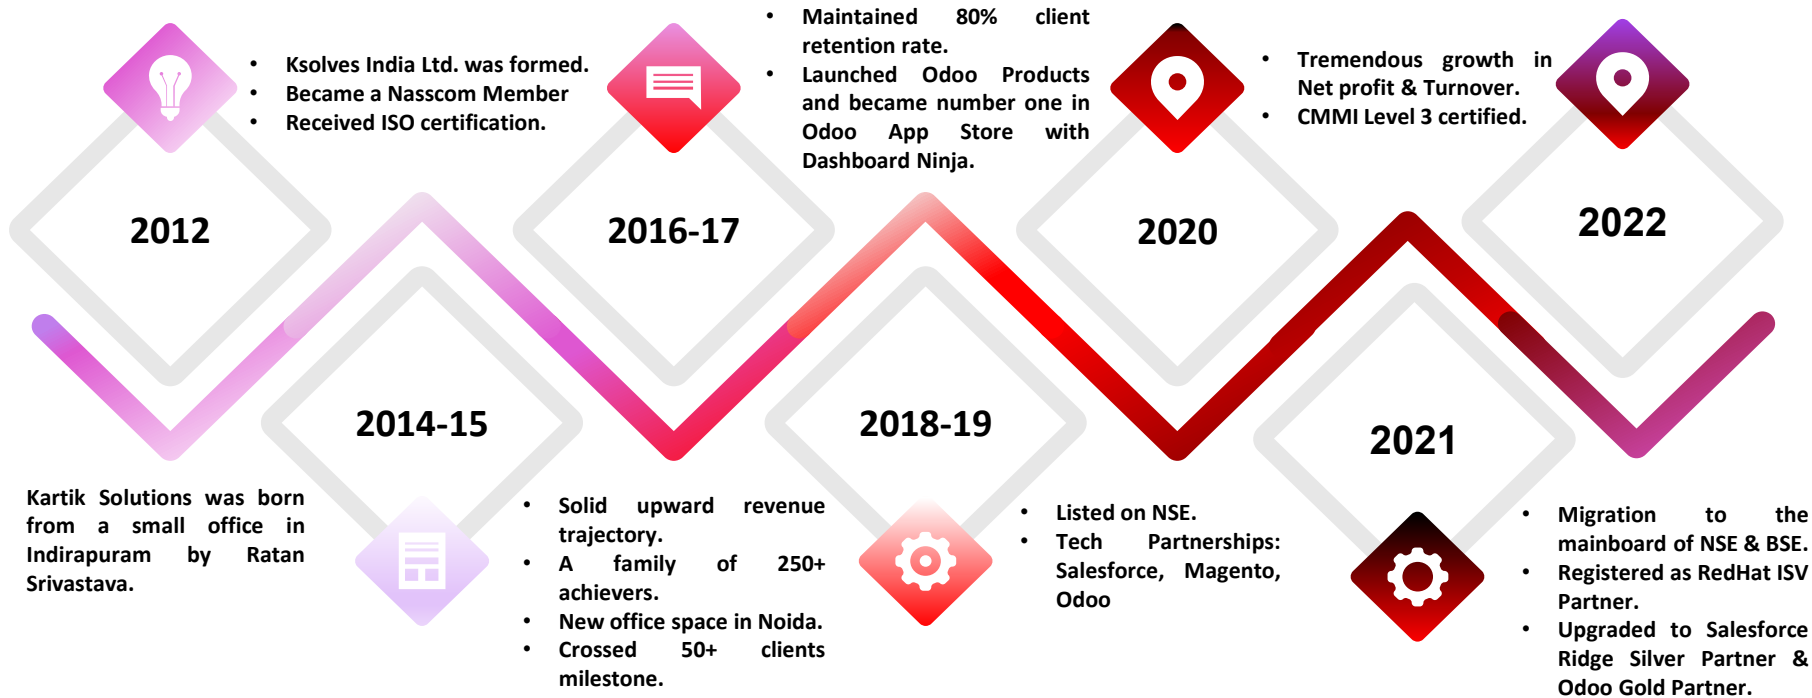 2012
Kartik Solutions was born
from a small office in
Indirapuram by Ratan
Srivastava.
• Ksolves India Ltd. was formed.
• Became a Nasscom Member
• Received ISO certification.
2014-15
• Solid upward revenue
trajectory.
• A family of 250+
achievers.
• New office space in Noida.
• Crossed 50+ clients
milestone.
2016-17
• Maintained 80% client
retention rate.
• Launched Odoo Products
and became number one in
Odoo App Store with
Dashboard Ninja.
2018-19
• Listed on NSE.
• Tech Partnerships:
Salesforce, Magento,
Odoo
2020
• Tremendous growth in
Net profit & Turnover.
• CMMI Level 3 certified.
2021
• Migration to the
mainboard of NSE & BSE.
• Registered as RedHat ISV
Partner.
• Upgraded to Salesforce
Ridge Silver Partner &
Odoo Gold Partner.
2022